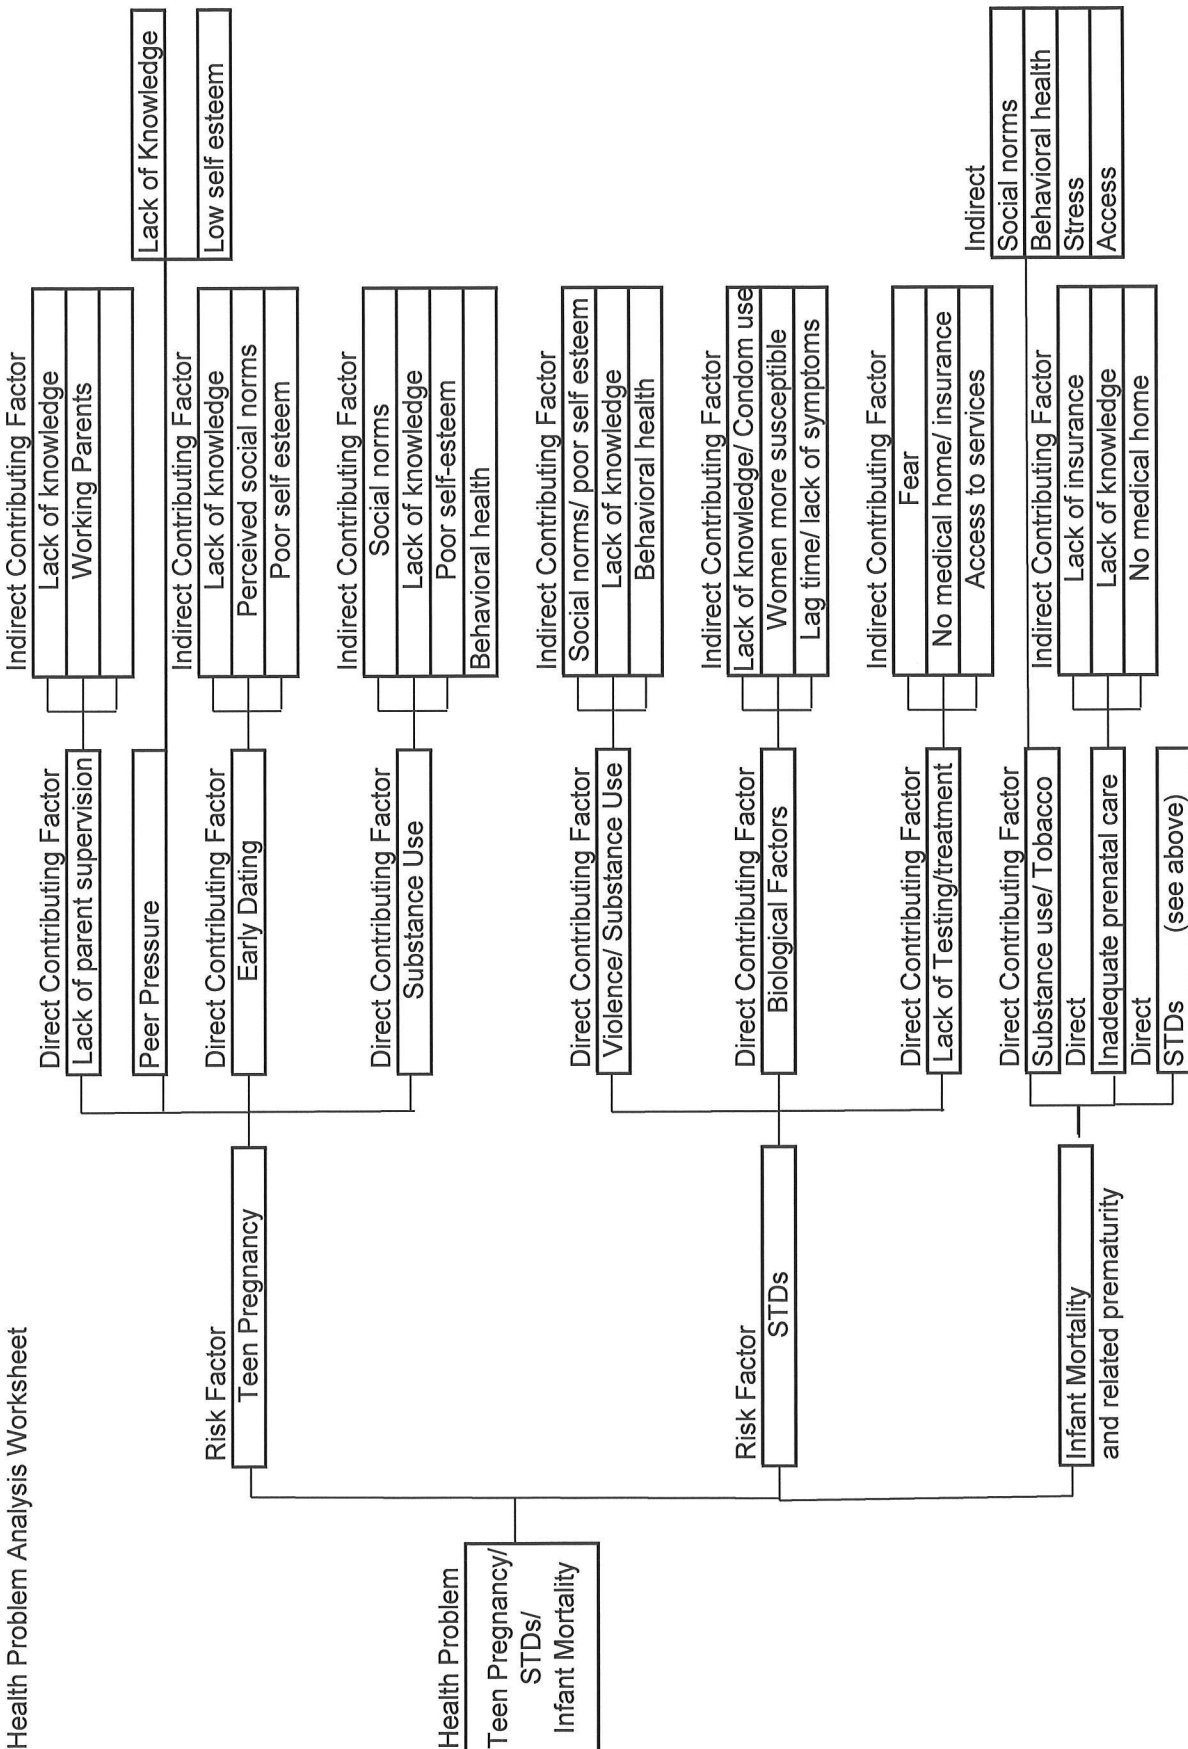 Health Problem Analysis Worksheet
Health Problem
Teen Pregnancy/
STDs/
Infant Mortality
Risk Factor
Teen Pregnancy
Direct Contributing Factor
Lack of parent supervision
Indirect Contributing Factor
Lack of knowledge
Working Parents
Peer Pressure
Lack of Knowledge
Low self esteem
Direct Contributing Factor
Early Dating
Indirect Contributing Factor
Lack of knowledge
Perceived social norms
Poor self esteem
Direct Contributing Factor
Substance Use
Indirect Contributing Factor
Social norms
Lack of knowledge
Poor self-esteem
Behavioral health
Risk Factor
STDs
Direct Contributing Factor
Violence/ Substance Use
Indirect Contributing Factor
Social norms/ poor self esteem
Lack of knowledge
Behavioral health
Direct Contributing Factor
Biological Factors
Indirect Contributing Factor
Lack of knowledge/ Condom use
Women more susceptible
Lag time/ lack of symptoms
Direct Contributing Factor
Lack of Testing/treatment
Indirect Contributing Factor
Fear
No medical home/ insurance
Access to services
Infant Mortality
and related prematurity
Direct Contributing Factor
Substance use/ Tobacco
Indirect
Social norms
Behavioral health
Stress
Access
Direct
Inadequate prenatal care
Indirect Contributing Factor
Lack of insurance
Lack of knowledge
No medical home
Direct
STDs (see above)